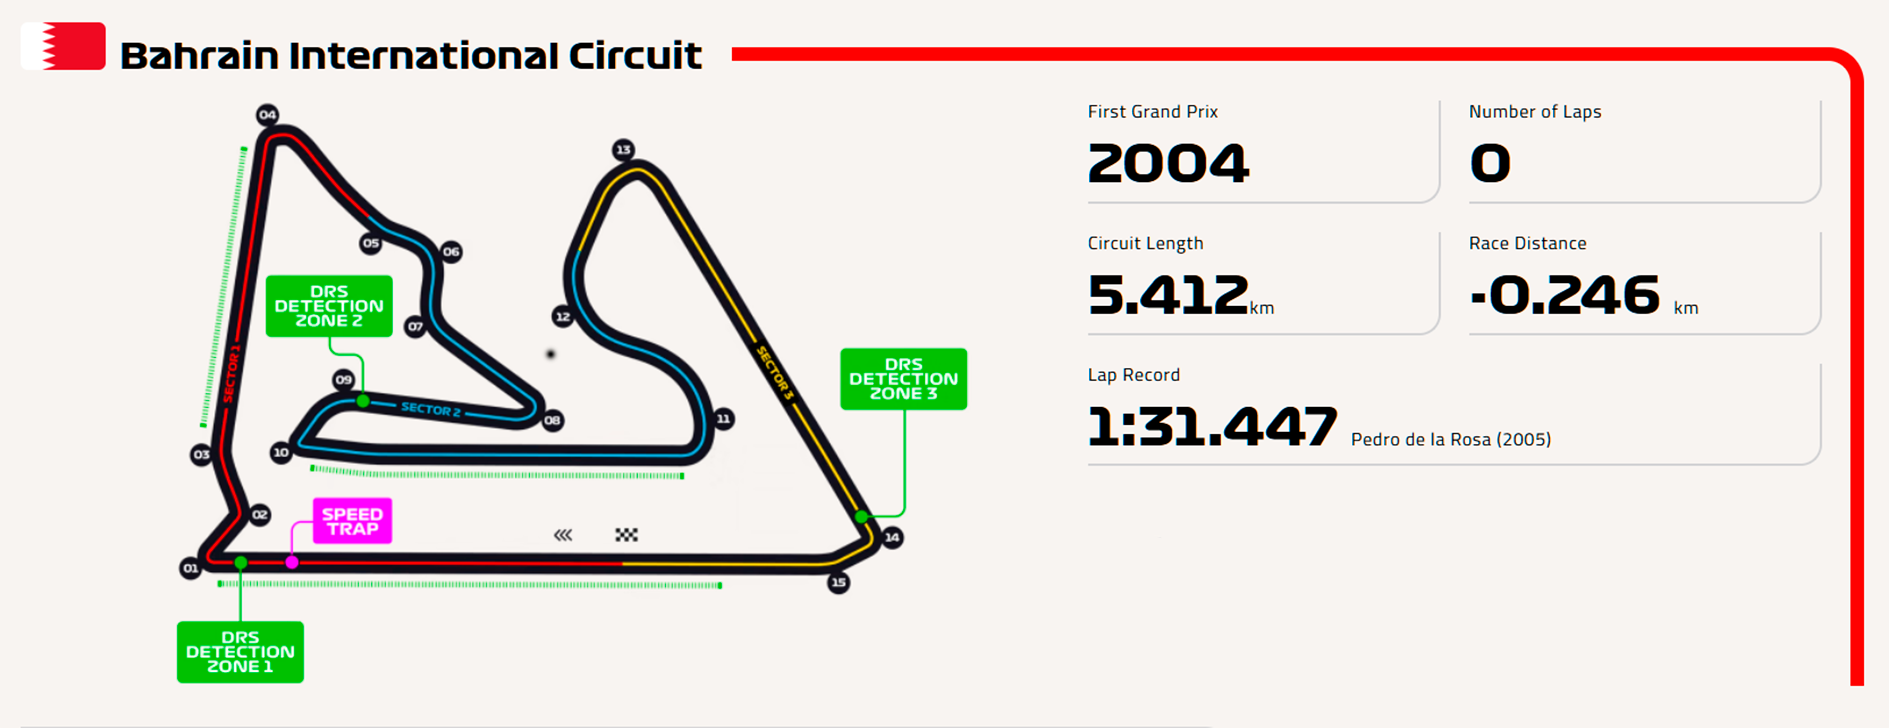 Bahrain International Circuit
First Grand Prix
2004
Number of Laps
0
Circuit Length
5.412km
Race Distance
-0.246 km
Lap Record
1:31.447 Pedro de la Rosa (2005)
04
13
05
06
DRS
DETECTION
ZONE 2
07
12
SECTOR 1
SECTOR 3
DRS
DETECTION
ZONE 3
09
SECTOR 2
08
11
03
10
02
SPEED
TRAP
14
01
15
DRS
DETECTION
ZONE 1